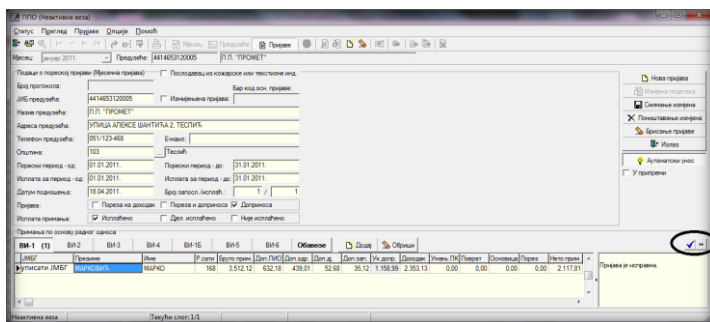 ППО (Неактивна веза)
Статус Преглед Пријаве Опције Помоћ
Месец Предузеће Пријаве
Месец: јануар 2011. Предузеће: 4414653120005 П.П. "ПРОМЕТ"
Подаци о пореској пријави (Месечна пријава) Послодавац из кожарске или текстилне инд.
Број протокола: Бар код осн. пријаве:
ЈИБ предузећа: 4414653120005 Измијењена пријава:
Назив предузећа: П.П. "ПРОМЕТ"
Адреса предузећа: УЛИЦА АЛЕКСЕ ШАНТИЋА 2, ТЕСЛИЋ
Телефон предузећа: 051/123-468 Е-маил:
Општина: 103 ... Теслић
Порески период - од: 01.01.2011. Порески период - до: 31.01.2011.
Исплата за период - од: 01.01.2011. Исплата за период - до: 31.01.2011.
Датум подношења: 18.04.2011. Број запосл./исплаћ.: 1 / 1
Пријава: Пореза на доходак Пореза и доприноса Доприноса
Исплата примања: Исплаћено Дјел. исплаћено Није исплаћено
Нова пријава
Измјена података
Снимање измјена
Поништавање измјена
Брисање пријаве
Излаз
Аутоматски унос
У припреми
Примања по основу радног односа
ВИ-1 (1) ВИ-2 ВИ-3 ВИ-4 ВИ-1Б ВИ-5 ВИ-6 Обавезе Додај Обриши
ЈМБГ Презиме Име Р.сати Бруто прим. Доп.ПИО Доп.здр. Доп.дј. Доп.зап. Ук.допр. Доходак Умањ.ПК Поврат Основица Порез Нето прим.
уписати ЈМБГ МАРКОВИЋ МАРКО 168 3.512,12 632,18 439,01 52,68 35,12 1.158,99 2.353,13 0,00 0,00 0,00 0,00 2.117,81
Пријава је исправна.
Неактивна веза Текући слог: 1/1